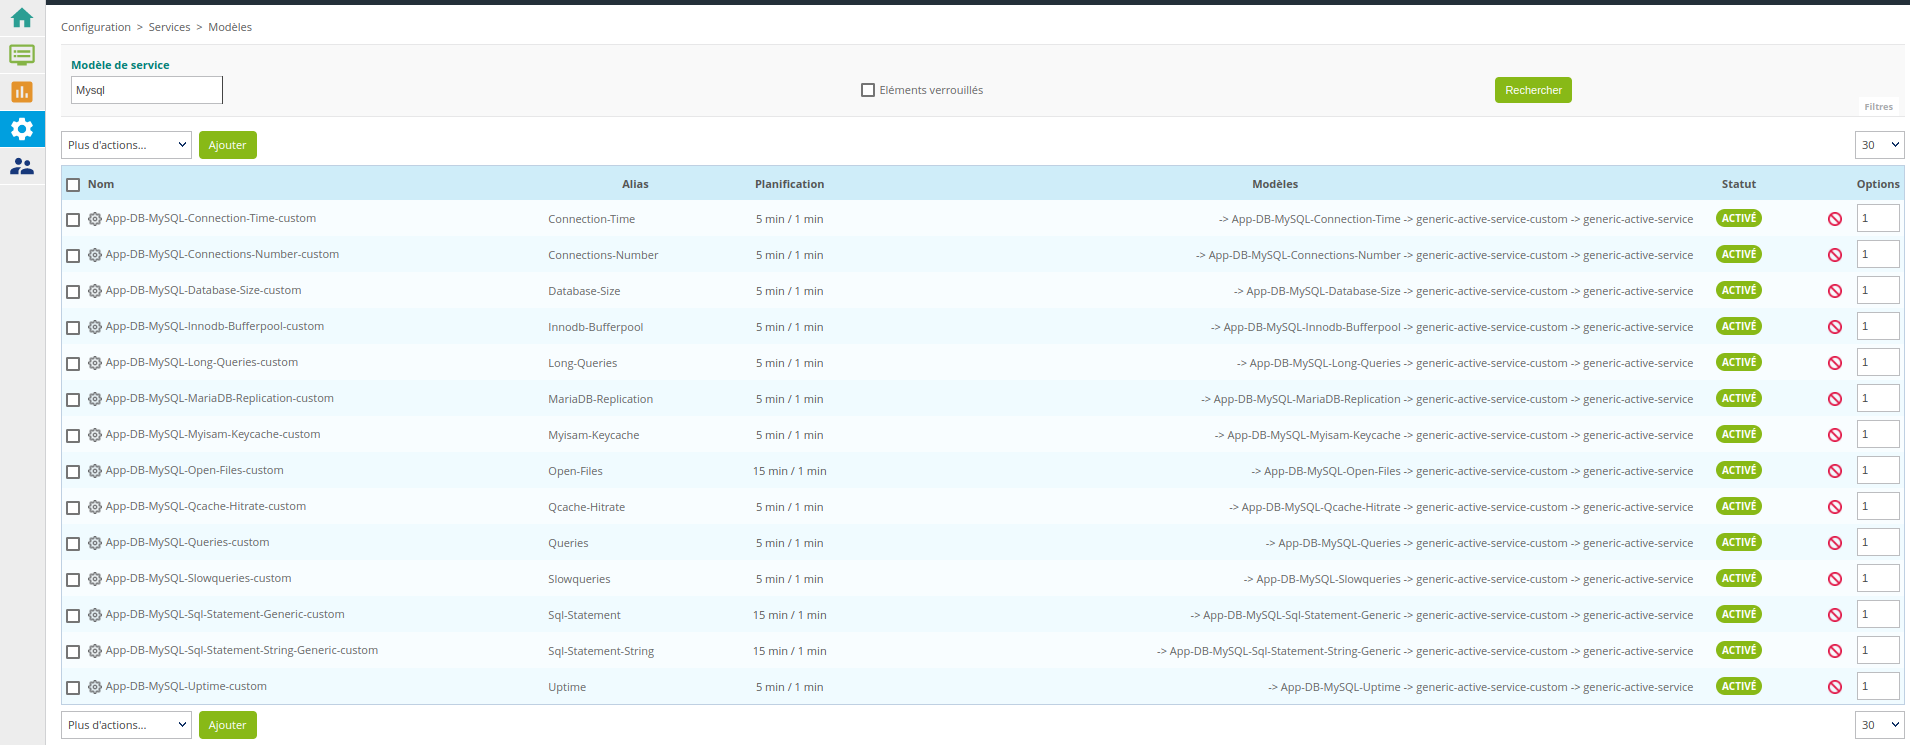 Configuration > Services > Modèles
Modèle de service
Mysql
Eléments verrouillés
Rechercher
Filtres
Plus d'actions... Ajouter 30
Nom Alias Planification Modèles Statut Options
App-DB-MySQL-Connection-Time-custom Connection-Time 5 min / 1 min -> App-DB-MySQL-Connection-Time -> generic-active-service-custom -> generic-active-service ACTIVÉ 1
App-DB-MySQL-Connections-Number-custom Connections-Number 5 min / 1 min -> App-DB-MySQL-Connections-Number -> generic-active-service-custom -> generic-active-service ACTIVÉ 1
App-DB-MySQL-Database-Size-custom Database-Size 5 min / 1 min -> App-DB-MySQL-Database-Size -> generic-active-service-custom -> generic-active-service ACTIVÉ 1
App-DB-MySQL-Innodb-Bufferpool-custom Innodb-Bufferpool 5 min / 1 min -> App-DB-MySQL-Innodb-Bufferpool -> generic-active-service-custom -> generic-active-service ACTIVÉ 1
App-DB-MySQL-Long-Queries-custom Long-Queries 5 min / 1 min -> App-DB-MySQL-Long-Queries -> generic-active-service-custom -> generic-active-service ACTIVÉ 1
App-DB-MySQL-MariaDB-Replication-custom MariaDB-Replication 5 min / 1 min -> App-DB-MySQL-MariaDB-Replication -> generic-active-service-custom -> generic-active-service ACTIVÉ 1
App-DB-MySQL-Myisam-Keycache-custom Myisam-Keycache 5 min / 1 min -> App-DB-MySQL-Myisam-Keycache -> generic-active-service-custom -> generic-active-service ACTIVÉ 1
App-DB-MySQL-Open-Files-custom Open-Files 15 min / 1 min -> App-DB-MySQL-Open-Files -> generic-active-service-custom -> generic-active-service ACTIVÉ 1
App-DB-MySQL-Qcache-Hitrate-custom Qcache-Hitrate 5 min / 1 min -> App-DB-MySQL-Qcache-Hitrate -> generic-active-service-custom -> generic-active-service ACTIVÉ 1
App-DB-MySQL-Queries-custom Queries 5 min / 1 min -> App-DB-MySQL-Queries -> generic-active-service-custom -> generic-active-service ACTIVÉ 1
App-DB-MySQL-Slowqueries-custom Slowqueries 5 min / 1 min -> App-DB-MySQL-Slowqueries -> generic-active-service-custom -> generic-active-service ACTIVÉ 1
App-DB-MySQL-Sql-Statement-Generic-custom Sql-Statement 15 min / 1 min -> App-DB-MySQL-Sql-Statement-Generic -> generic-active-service-custom -> generic-active-service ACTIVÉ 1
App-DB-MySQL-Sql-Statement-String-Generic-custom Sql-Statement-String 15 min / 1 min -> App-DB-MySQL-Sql-Statement-String-Generic -> generic-active-service-custom -> generic-active-service ACTIVÉ 1
App-DB-MySQL-Uptime-custom Uptime 5 min / 1 min -> App-DB-MySQL-Uptime -> generic-active-service-custom -> generic-active-service ACTIVÉ 1
Plus d'actions... Ajouter 30